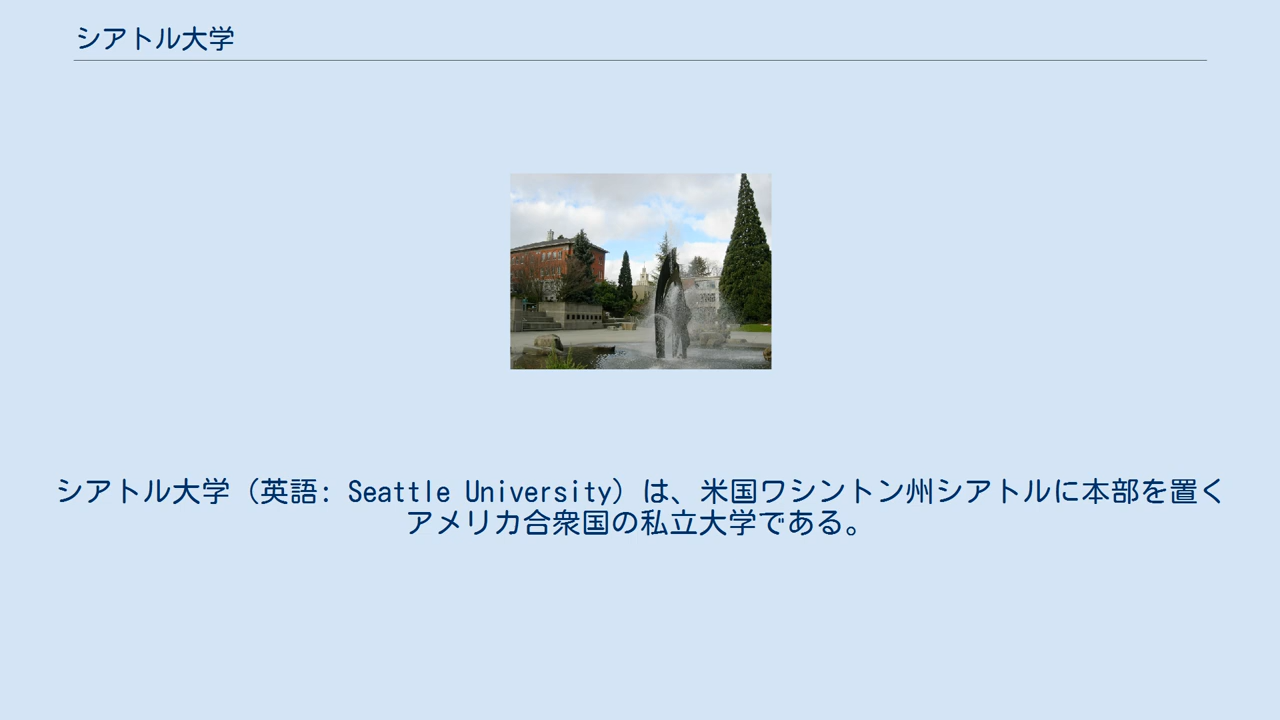 シアトル大学
シアトル大学（英語: Seattle University）は、米国ワシントン州シアトルに本部を置く
アメリカ合衆国の私立大学である。